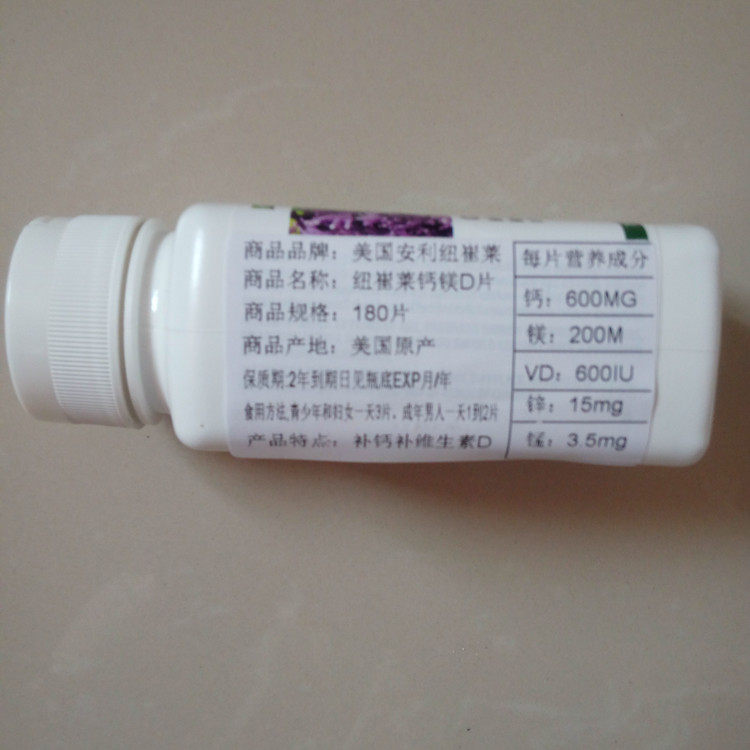 商品品牌：美国安利纽崔莱
商品名称：纽崔莱钙镁D片
商品规格：180片
商品产地：美国原产
保质期:2年到期日见瓶底EXP月/年
食用方法,青少年和妇女一天3片，成年男人一天1到2片
产品特点：补钙补维生素D
每片营养成分
钙：600MG
镁：200M
VD：600IU
锌：15mg
锰：3.5mg